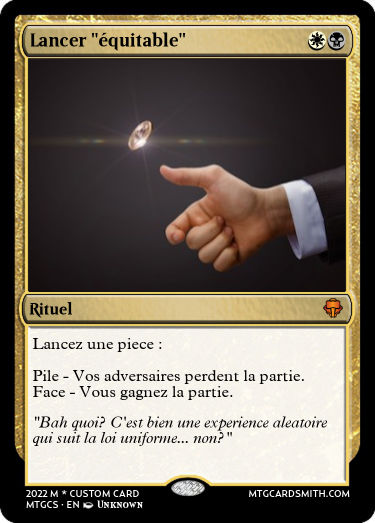 Lancer "équitable"
Rituel
Lancez une piece :
Pile - Vos adversaires perdent la partie.
Face - Vous gagnez la partie.
"Bah quoi? C'est bien une experience aleatoire
qui suit la loi uniforme... non?"
2022 M * CUSTOM CARD
MTGCARDSMITH.COM
MTGCS · EN UNKNOWN